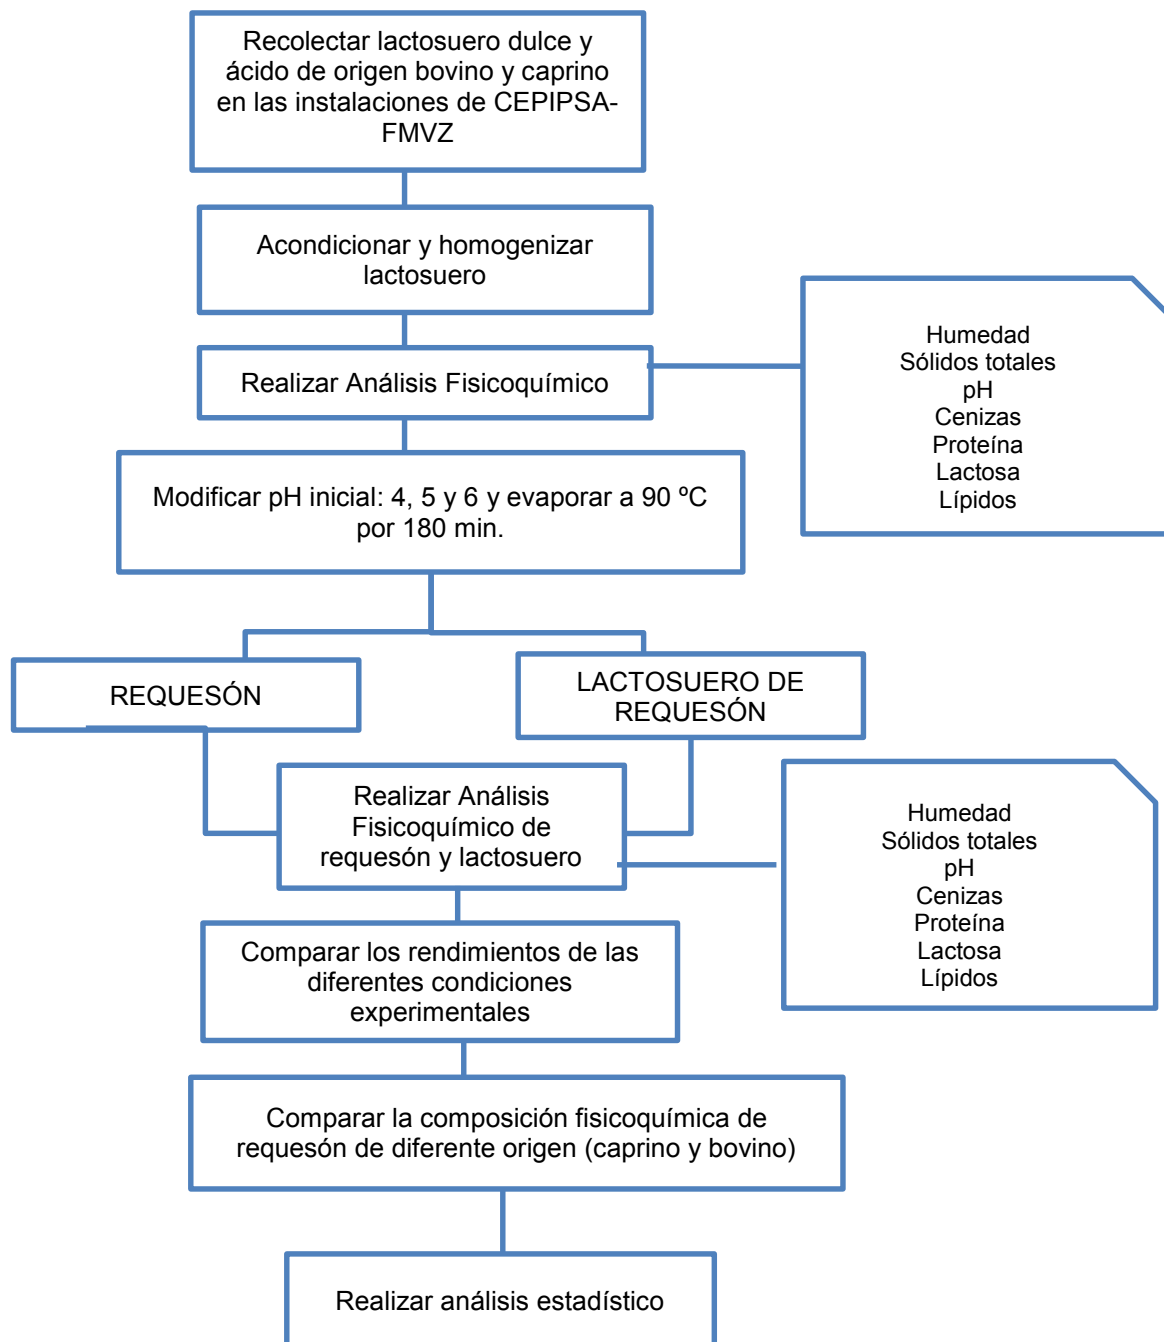 Recolectar lactosuero dulce y
ácido de origen bovino y caprino
en las instalaciones de CEPIPSA-
FMVZ
Acondicionar y homogenizar
lactosuero
Realizar Análisis Fisicoquímico
Humedad
Sólidos totales
pH
Cenizas
Proteína
Lactosa
Lípidos
Modificar pH inicial: 4, 5 y 6 y evaporar a 90 ºC
por 180 min.
REQUESÓN
LACTOSUERO DE
REQUESÓN
Realizar Análisis
Fisicoquímico de
requesón y lactosuero
Humedad
Sólidos totales
pH
Cenizas
Proteína
Lactosa
Lípidos
Comparar los rendimientos de las
diferentes condiciones
experimentales
Comparar la composición fisicoquímica de
requesón de diferente origen (caprino y bovino)
Realizar análisis estadístico